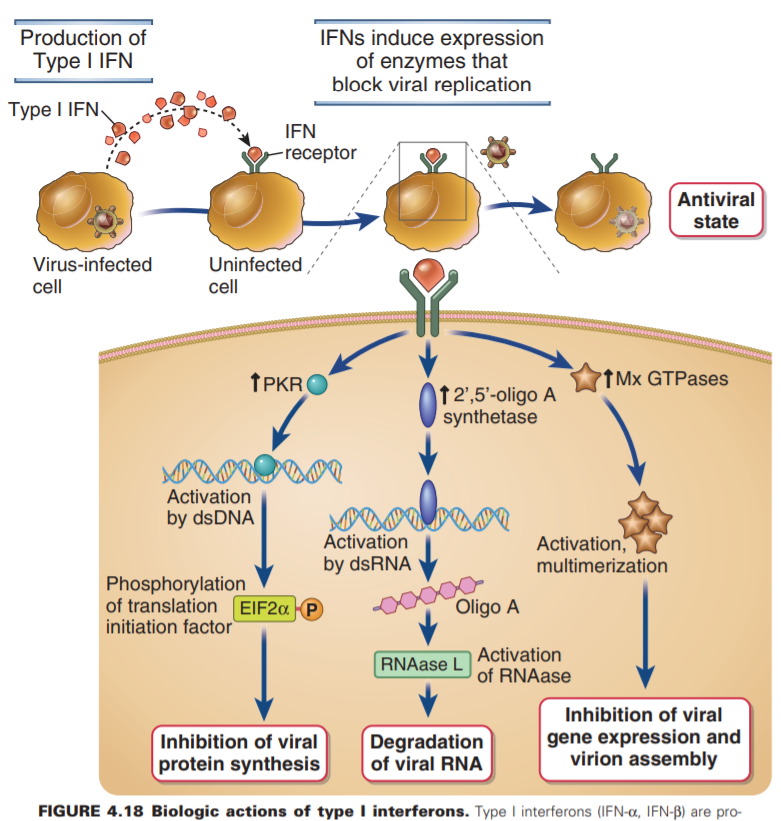 Production of
Type I IFN
IFNs induce expression
of enzymes that
block viral replication
Type I IFN
IFN
receptor
Antiviral
state
Virus-infected
cell
Uninfected
cell
↑PKR
↑2',5'-oligo A
synthetase
↑Mx GTPases
Activation
by dsDNA
Activation
by dsRNA
Activation,
multimerization
Phosphorylation
of translation
initiation factor
EIF2α P
Oligo A
RNAase L
Activation
of RNAase
Inhibition of viral
protein synthesis
Degradation
of viral RNA
Inhibition of viral
gene expression and
virion assembly
FIGURE 4.18 Biologic actions of type I interferons. Type I interferons (IFN-α, IFN-β) are pro-